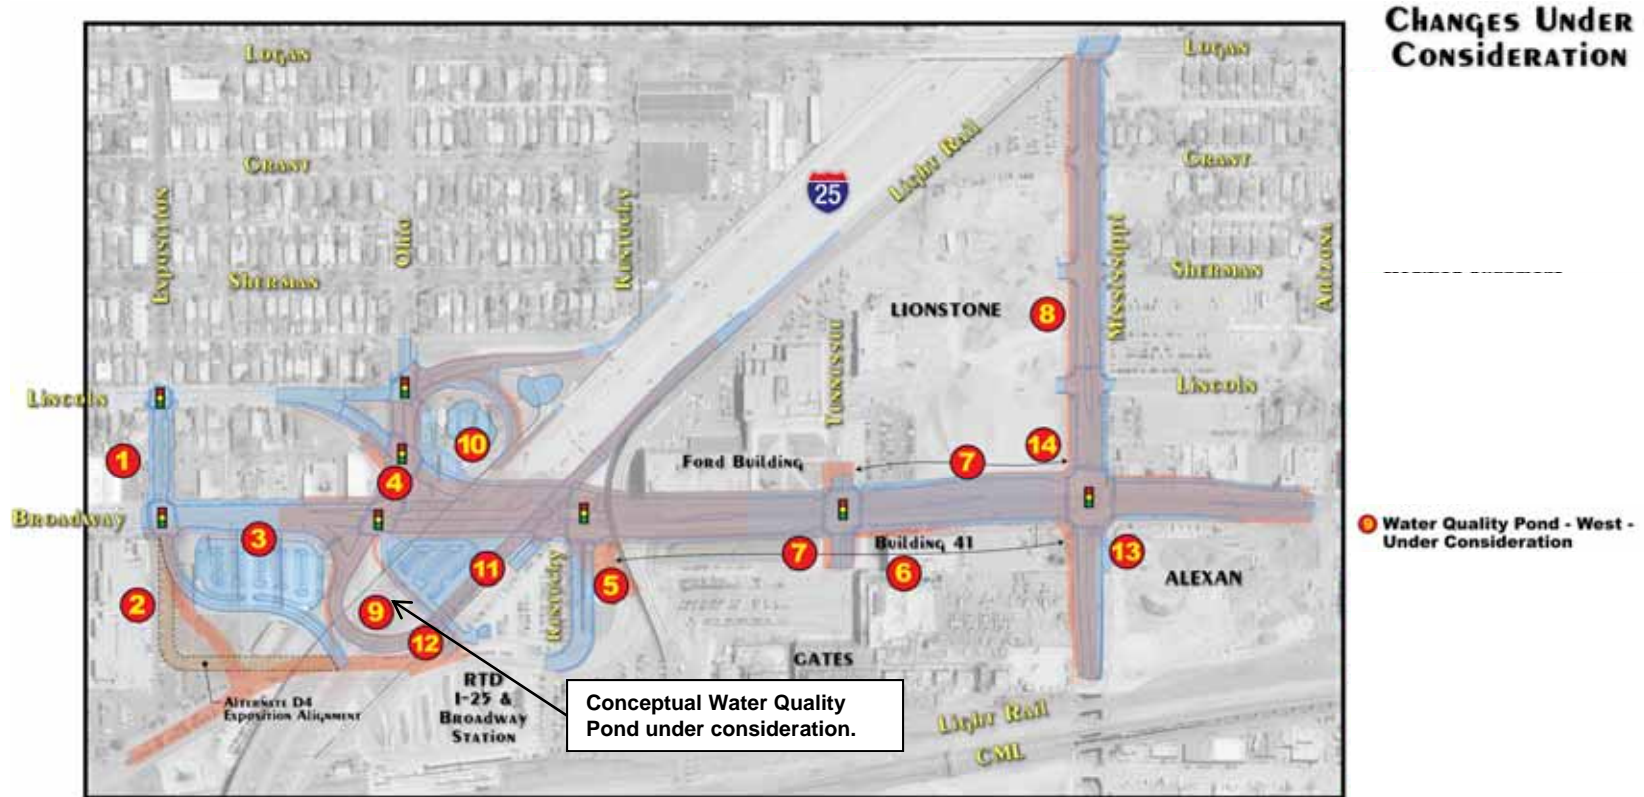 Changes Under
Consideration
Logan
Logan
Light Rail
25
Grant
Grant
Exposition
Ohio
Kentucky
Mississippi
Arizona
Sherman
Sherman
LIONSTONE
8
Tennessee
Lincoln
Lincoln
1
10
14
4
7
Ford Building
Broadway
3
9 Water Quality Pond - West -
Under Consideration
11
7
Building 41
13
2
5
6
ALEXAN
Kentucky
9
12
GATES
RTD
I-25 &
Broadway
Station
Alternate D4
Exposition Alignment
Conceptual Water Quality
Pond under consideration.
Light Rail
CML